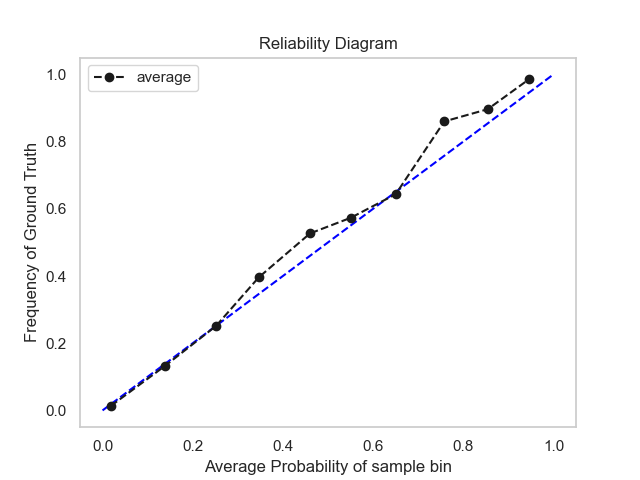 Reliability Diagram
average
1.0
0.8
0.6
0.4
0.2
0.0
Frequency of Ground Truth
0.0 0.2 0.4 0.6 0.8 1.0
Average Probability of sample bin